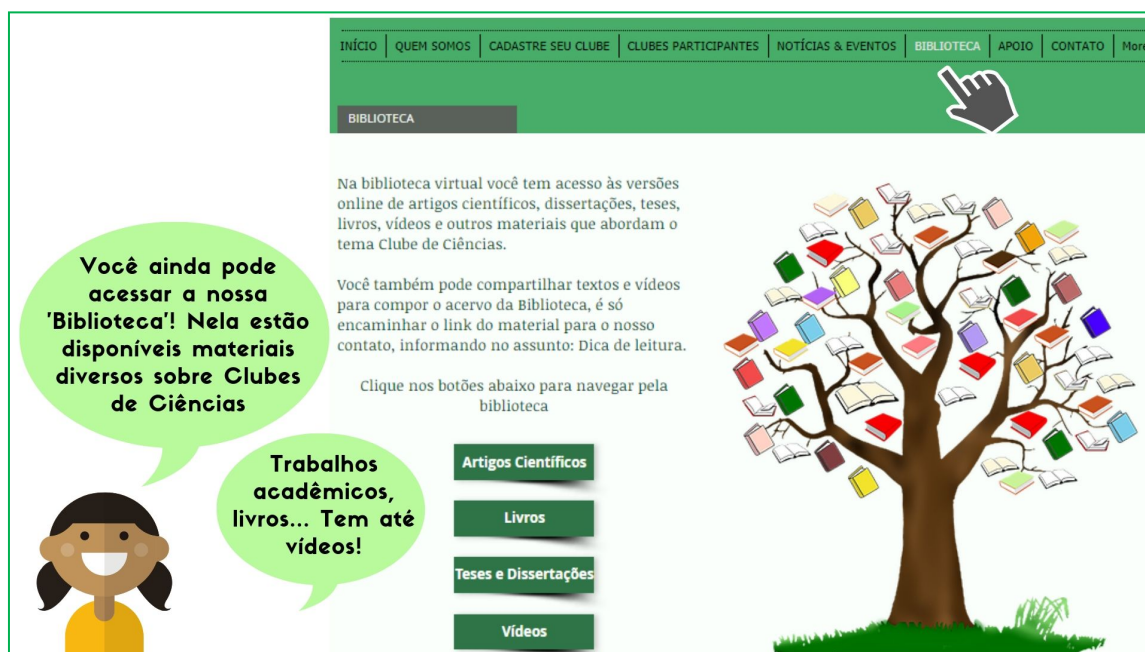 INÍCIO QUEM SOMOS CADASTRE SEU CLUBE CLUBES PARTICIPANTES NOTÍCIAS & EVENTOS BIBLIOTECA APOIO CONTATO More
BIBLIOTECA
Na biblioteca virtual você tem acesso às versões
online de artigos científicos, dissertações, teses,
livros, vídeos e outros materiais que abordam o
tema Clube de Ciências.
Você também pode compartilhar textos e vídeos
para compor o acervo da Biblioteca, é só
encaminhar o link do material para o nosso
contato, informando no assunto: Dica de leitura.
Clique nos botões abaixo para navegar pela
biblioteca
Artigos Científicos
Livros
Teses e Dissertações
Vídeos
Você ainda pode
acessar a nossa
'Biblioteca'! Nela estão
disponíveis materiais
diversos sobre Clubes
de Ciências
Trabalhos
acadêmicos,
livros... Tem até
vídeos!